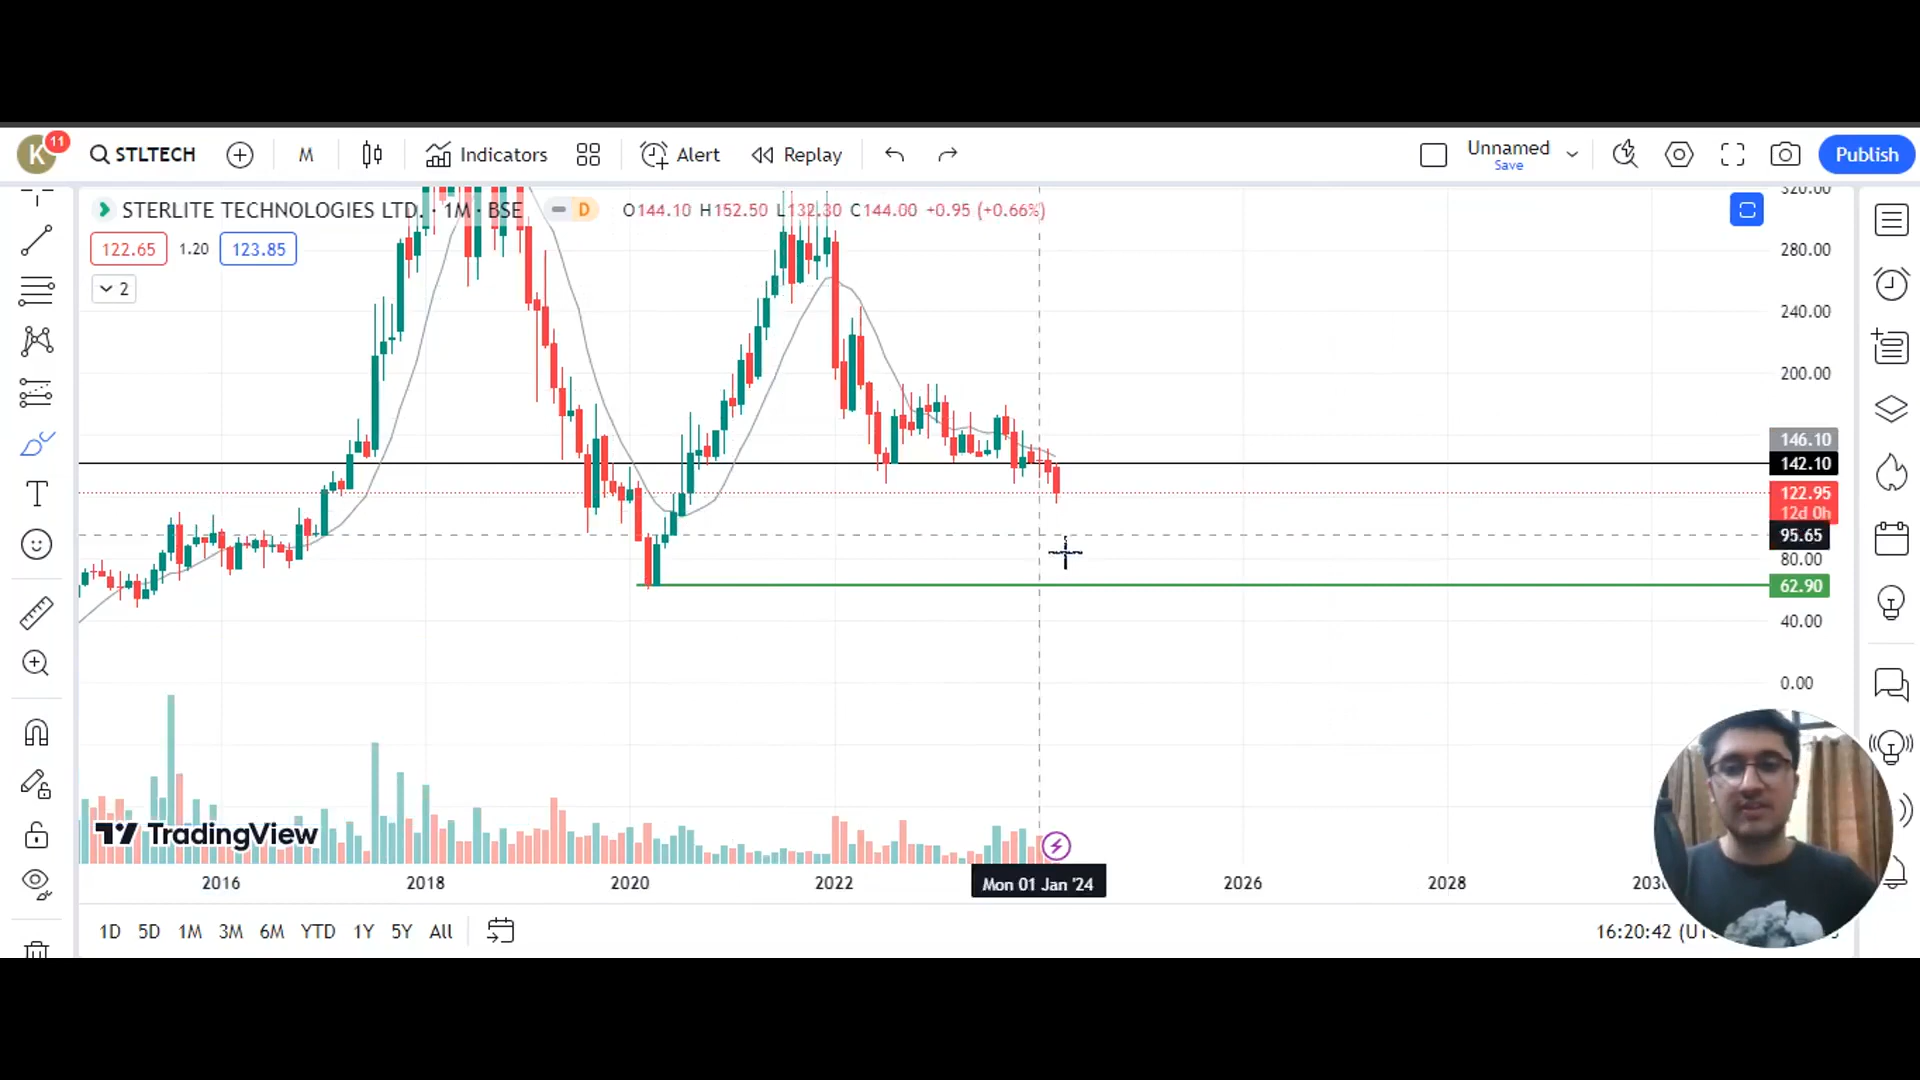 K 11 STLTECH M Indicators Alert Replay Unnamed Save Publish
STERLITE TECHNOLOGIES LTD. · 1M · BSE D O144.10 H152.50 L132.30 C144.00 +0.95 (+0.66%)
122.65 1.20 123.85
2
320.00
280.00
240.00
200.00
146.10
142.10
122.95
12d 0h
95.65
80.00
62.90
40.00
0.00
TradingView
2016 2018 2020 2022 Mon 01 Jan '24 2026 2028
1D 5D 1M 3M 6M YTD 1Y 5Y All 16:20:42